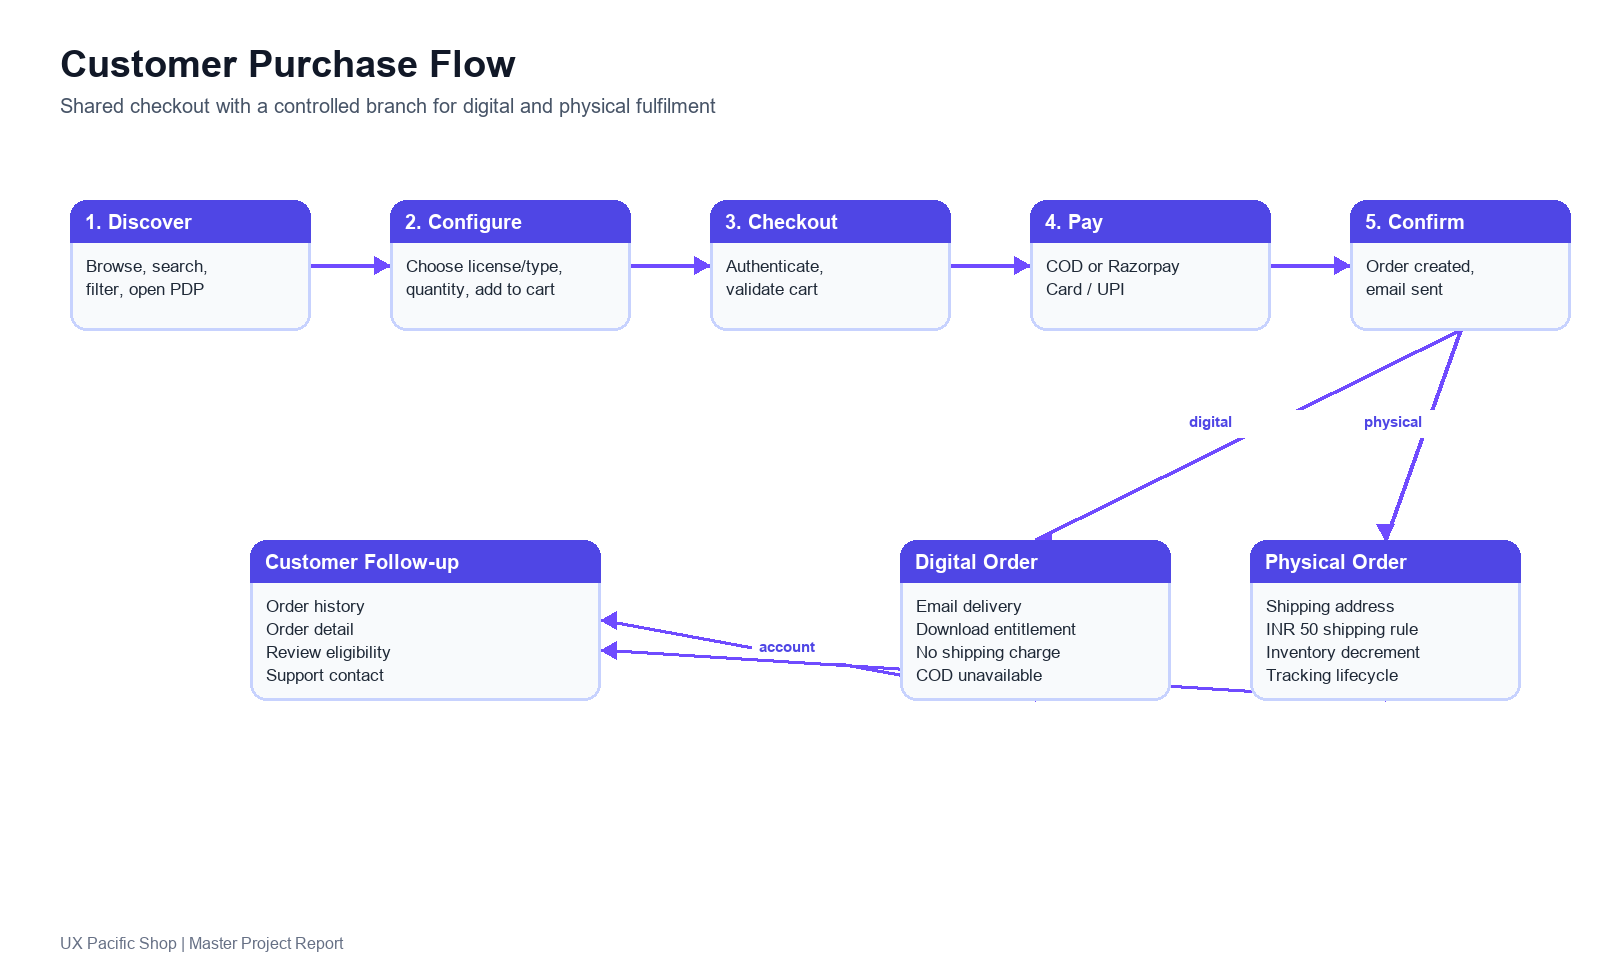 Customer Purchase Flow
Shared checkout with a controlled branch for digital and physical fulfilment
1. Discover
Browse, search,
filter, open PDP
2. Configure
Choose license/type,
quantity, add to cart
3. Checkout
Authenticate,
validate cart
4. Pay
COD or Razorpay
Card / UPI
5. Confirm
Order created,
email sent
digital
physical
Customer Follow-up
Order history
Order detail
Review eligibility
Support contact
account
Digital Order
Email delivery
Download entitlement
No shipping charge
COD unavailable
Physical Order
Shipping address
INR 50 shipping rule
Inventory decrement
Tracking lifecycle
UX Pacific Shop | Master Project Report